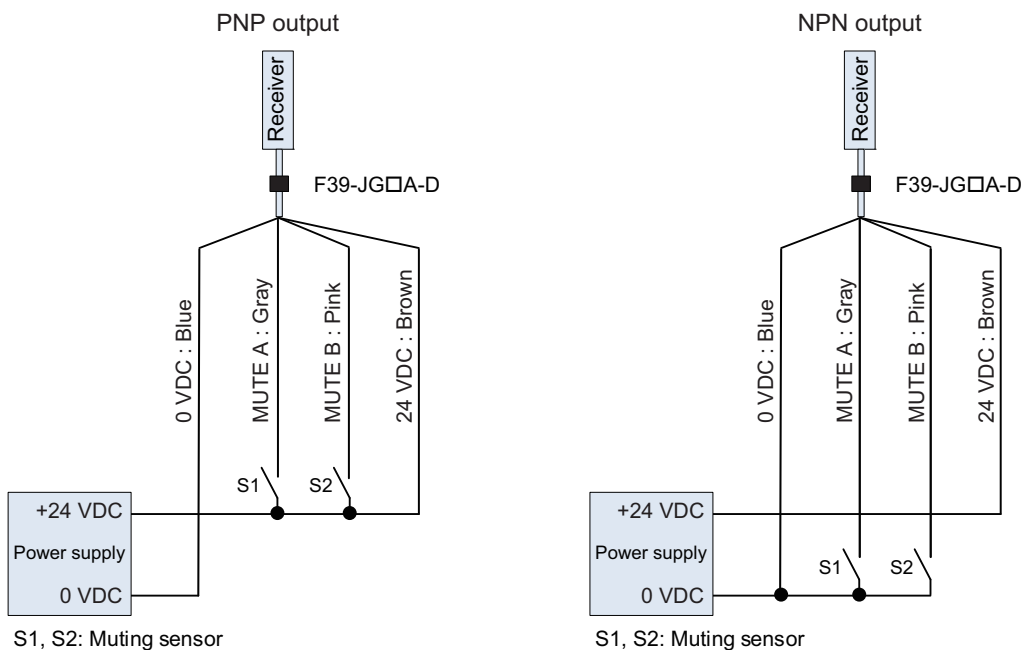 PNP output
Receiver
F39-JG□A-D
0 VDC : Blue
MUTE A : Gray
MUTE B : Pink
24 VDC : Brown
S1
S2
+24 VDC
Power supply
0 VDC
S1, S2: Muting sensor
NPN output
Receiver
F39-JG□A-D
0 VDC : Blue
MUTE A : Gray
MUTE B : Pink
24 VDC : Brown
+24 VDC
Power supply
S1
S2
0 VDC
S1, S2: Muting sensor